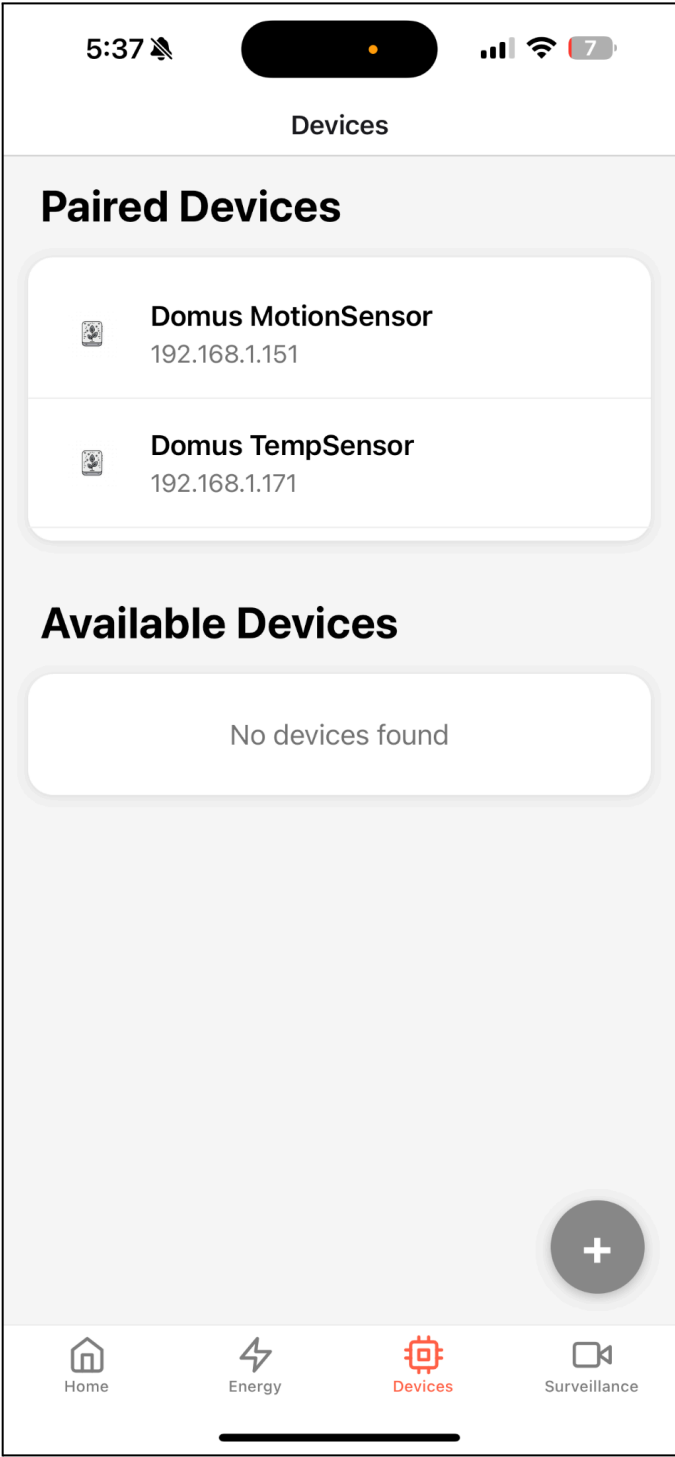 5:37
7
Devices
Paired Devices
Domus MotionSensor
192.168.1.151
Domus TempSensor
192.168.1.171
Available Devices
No devices found
+
Home Energy Devices Surveillance